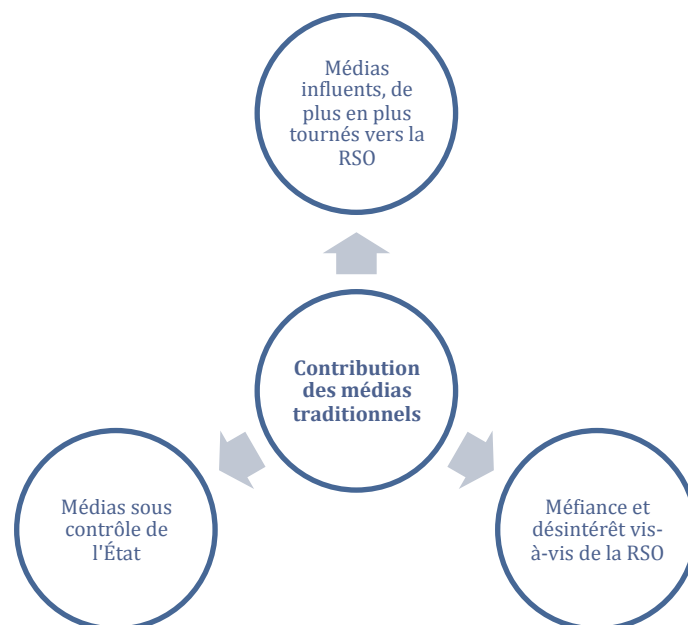 Médias
influents, de
plus en plus
tournés vers la
RSO
Contribution
des médias
traditionnels
Médias sous
contrôle de
l'État
Méfiance et
désintérêt vis-
à-vis de la RSO